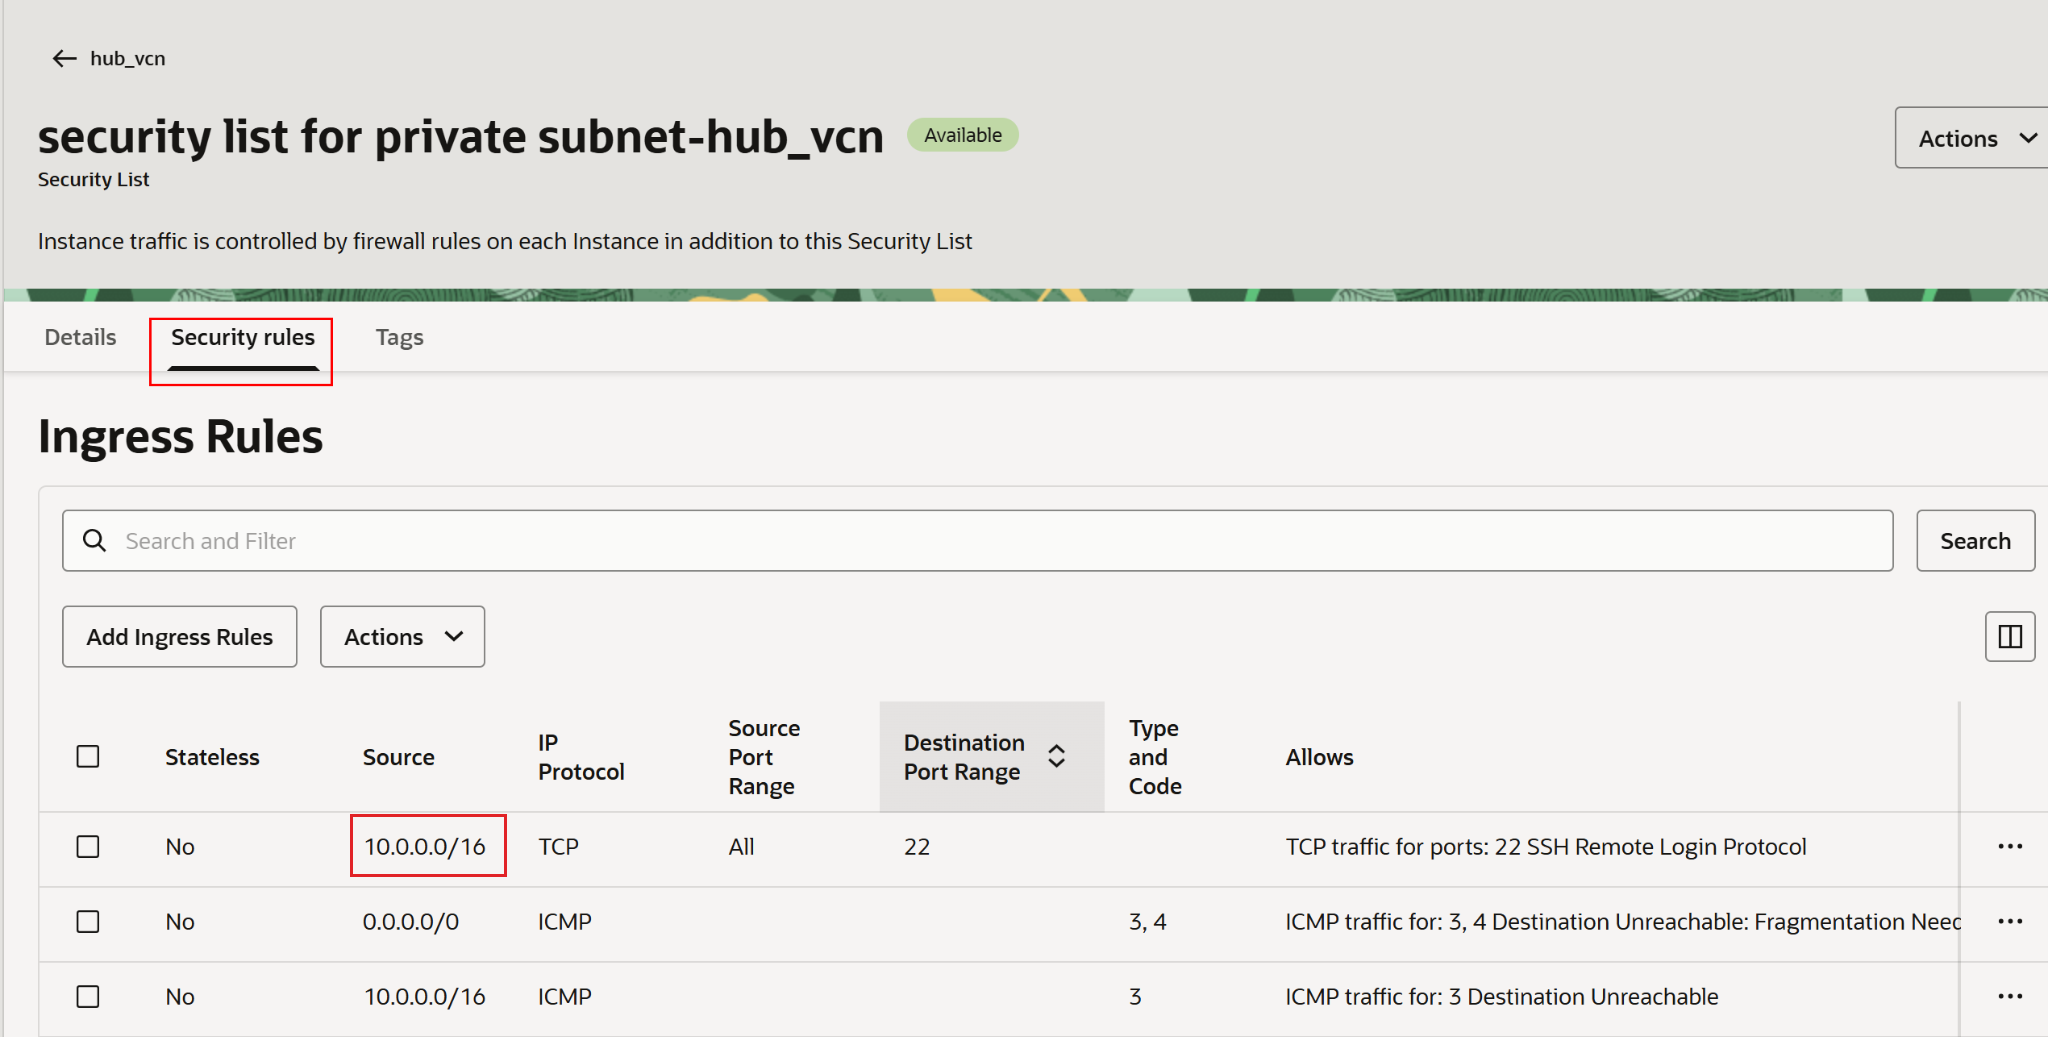 hub_vcn
security list for private subnet-hub_vcn
Available
Actions
Security List
Instance traffic is controlled by firewall rules on each Instance in addition to this Security List
Details
Security rules
Tags
Ingress Rules
Search and Filter
Search
Add Ingress Rules
Actions
Stateless
Source
IP
Protocol
Source
Port
Range
Destination
Port Range
Type
and
Code
Allows
No 10.0.0.0/16 TCP All 22 TCP traffic for ports: 22 SSH Remote Login Protocol
No 0.0.0.0/0 ICMP 3, 4 ICMP traffic for: 3, 4 Destination Unreachable: Fragmentation Need
No 10.0.0.0/16 ICMP 3 ICMP traffic for: 3 Destination Unreachable